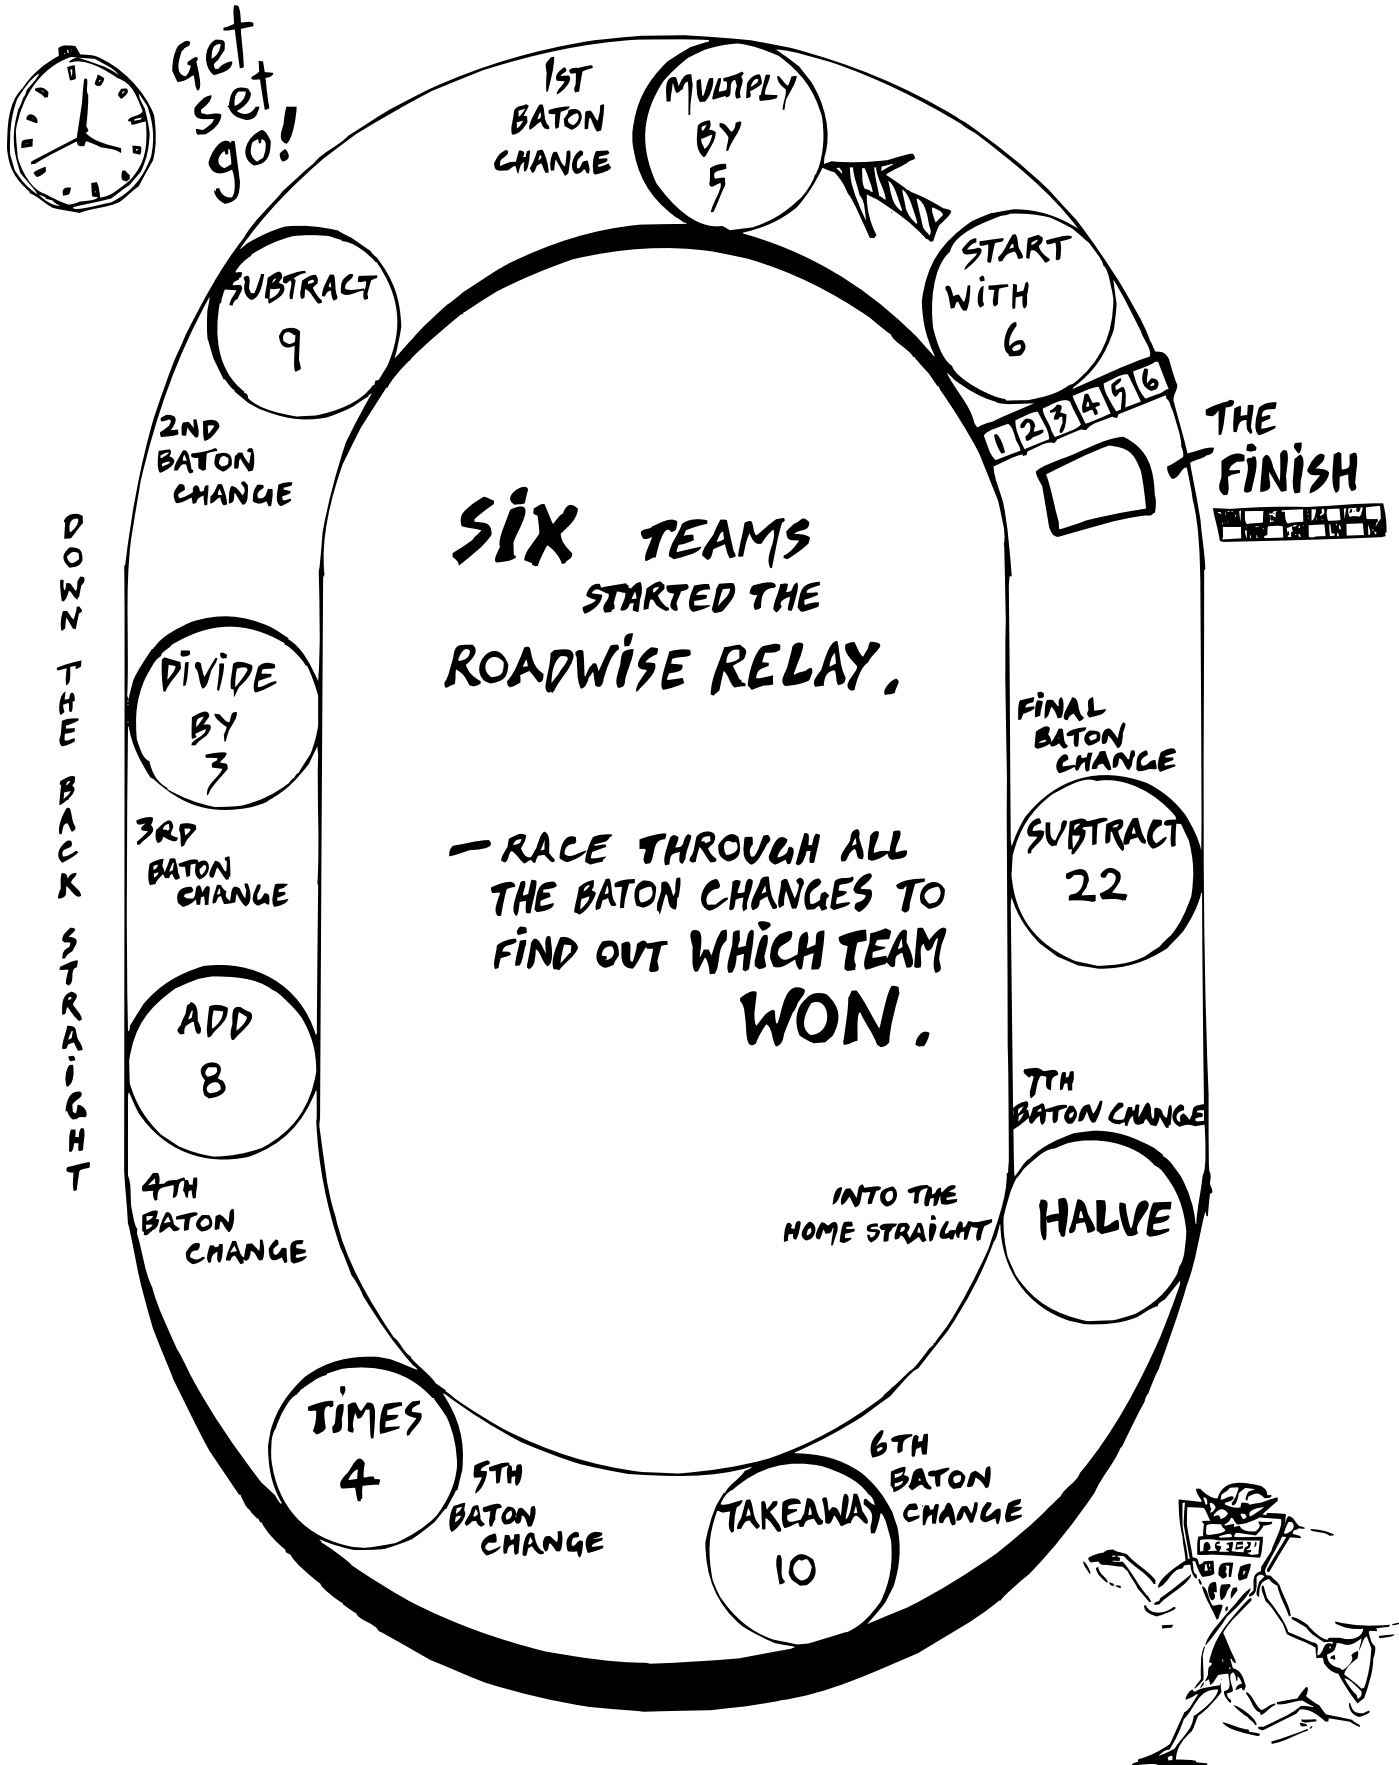 Get
set
go!
1ST
BATON
CHANGE
MULTIPLY
BY
5
START
WITH
6
1 2 3 4 5 6
THE
FINISH
SUBTRACT
9
2ND
BATON
CHANGE
DOWN THE BACK STRAIGHT
DIVIDE
BY
3
3RD
BATON
CHANGE
ADD
8
4TH
BATON
CHANGE
TIMES
4
5TH
BATON
CHANGE
TAKEAWAY
10
6TH
BATON
CHANGE
INTO THE
HOME STRAIGHT
HALVE
7TH
BATON CHANGE
SUBTRACT
22
FINAL
BATON
CHANGE
SIX TEAMS
STARTED THE
ROADWISE RELAY.
– RACE THROUGH ALL
THE BATON CHANGES TO
FIND OUT WHICH TEAM
WON.